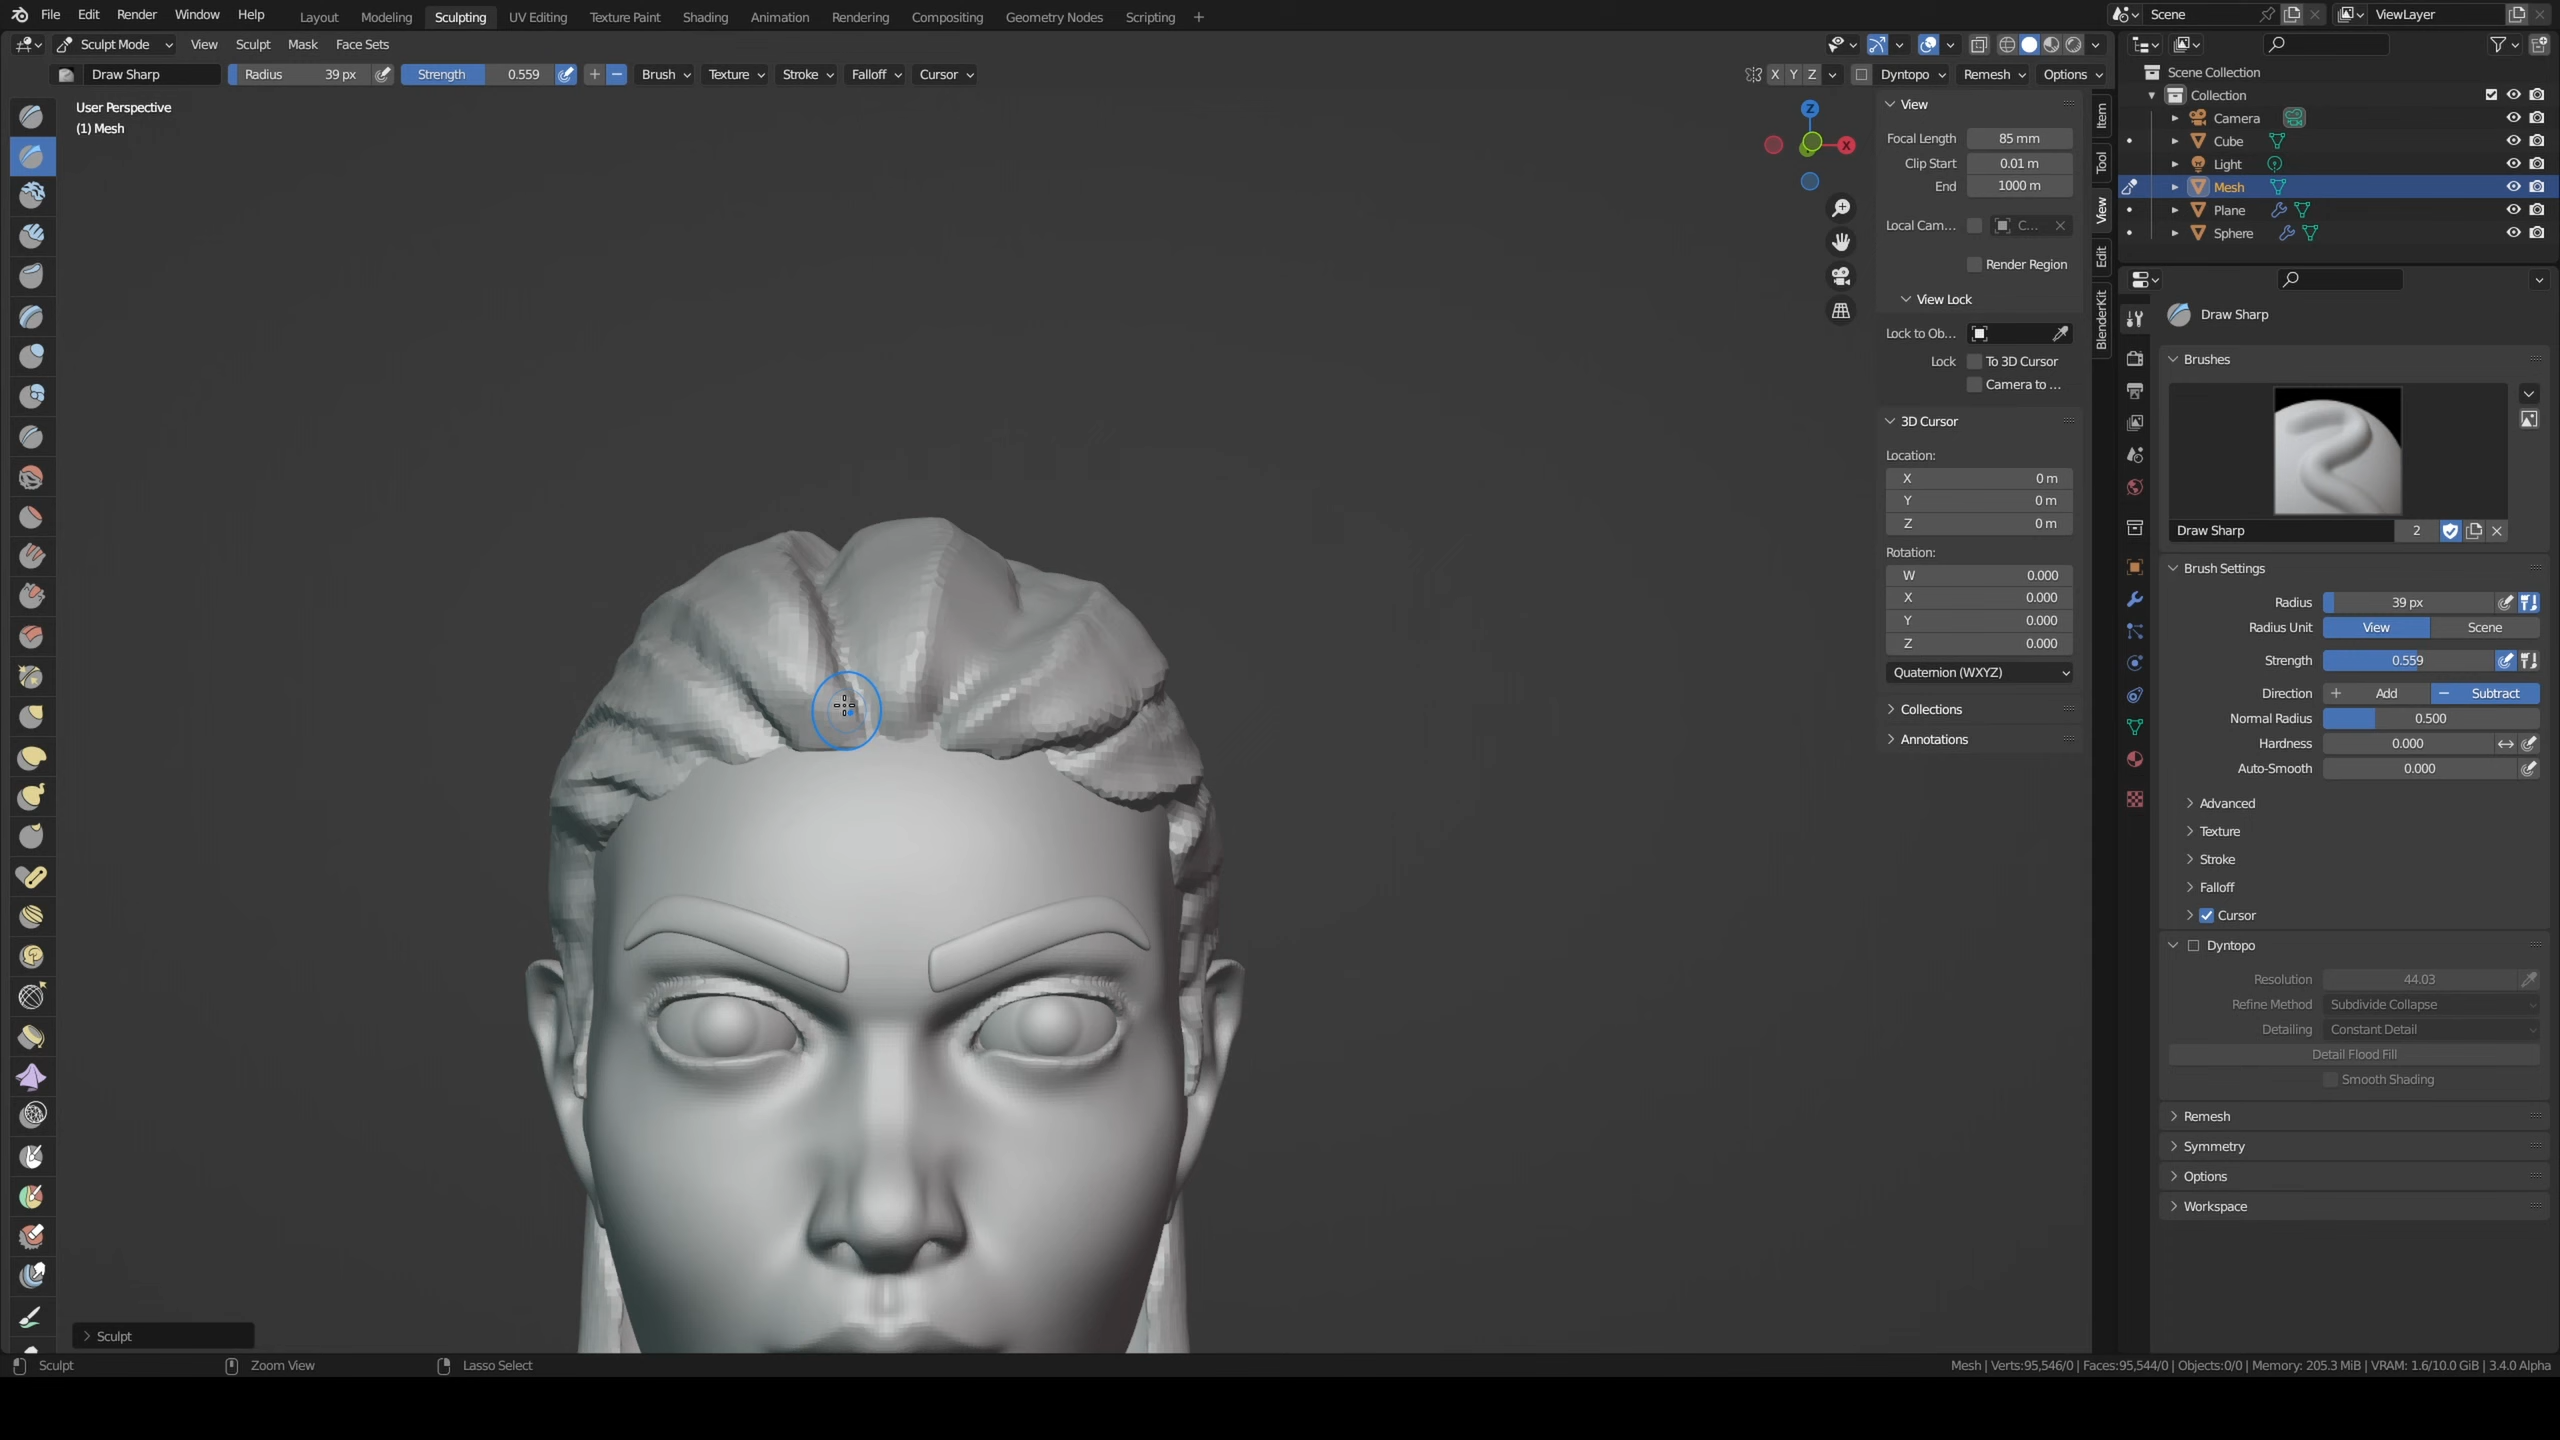 File Edit Render Window Help Layout Modeling Sculpting UV Editing Texture Paint Shading Animation Rendering Compositing Geometry Nodes Scripting + Scene ViewLayer
Sculpt Mode View Sculpt Mask Face Sets
Draw Sharp Radius 39 px Strength 0.559 Brush Texture Stroke Falloff Cursor X Y Z Dyntopo Remesh Options
User Perspective
(1) Mesh
Z
X
View
Focal Length 85 mm
Clip Start 0.01 m
End 1000 m
Local Cam... C...
Render Region
View Lock
Lock to Ob...
Lock To 3D Cursor
Camera to ...
3D Cursor
Location:
X 0 m
Y 0 m
Z 0 m
Rotation:
W 0.000
X 0.000
Y 0.000
Z 0.000
Quaternion (WXYZ)
Collections
Annotations
Item
Tool
View
Edit
BlenderKit
Scene Collection
Collection
Camera
Cube
Light
Mesh
Plane
Sphere
Draw Sharp
Brushes
Draw Sharp 2
Brush Settings
Radius 39 px
Radius Unit View Scene
Strength 0.559
Direction Add Subtract
Normal Radius 0.500
Hardness 0.000
Auto-Smooth 0.000
Advanced
Texture
Stroke
Falloff
Cursor
Dyntopo
Resolution 44.03
Refine Method Subdivide Collapse
Detailing Constant Detail
Detail Flood Fill
Smooth Shading
Remesh
Symmetry
Options
Workspace
Sculpt
Sculpt Zoom View Lasso Select Mesh | Verts:95,546/0 | Faces:95,544/0 | Objects:0/0 | Memory: 205.3 MiB | VRAM: 1.6/10.0 GiB | 3.4.0 Alpha